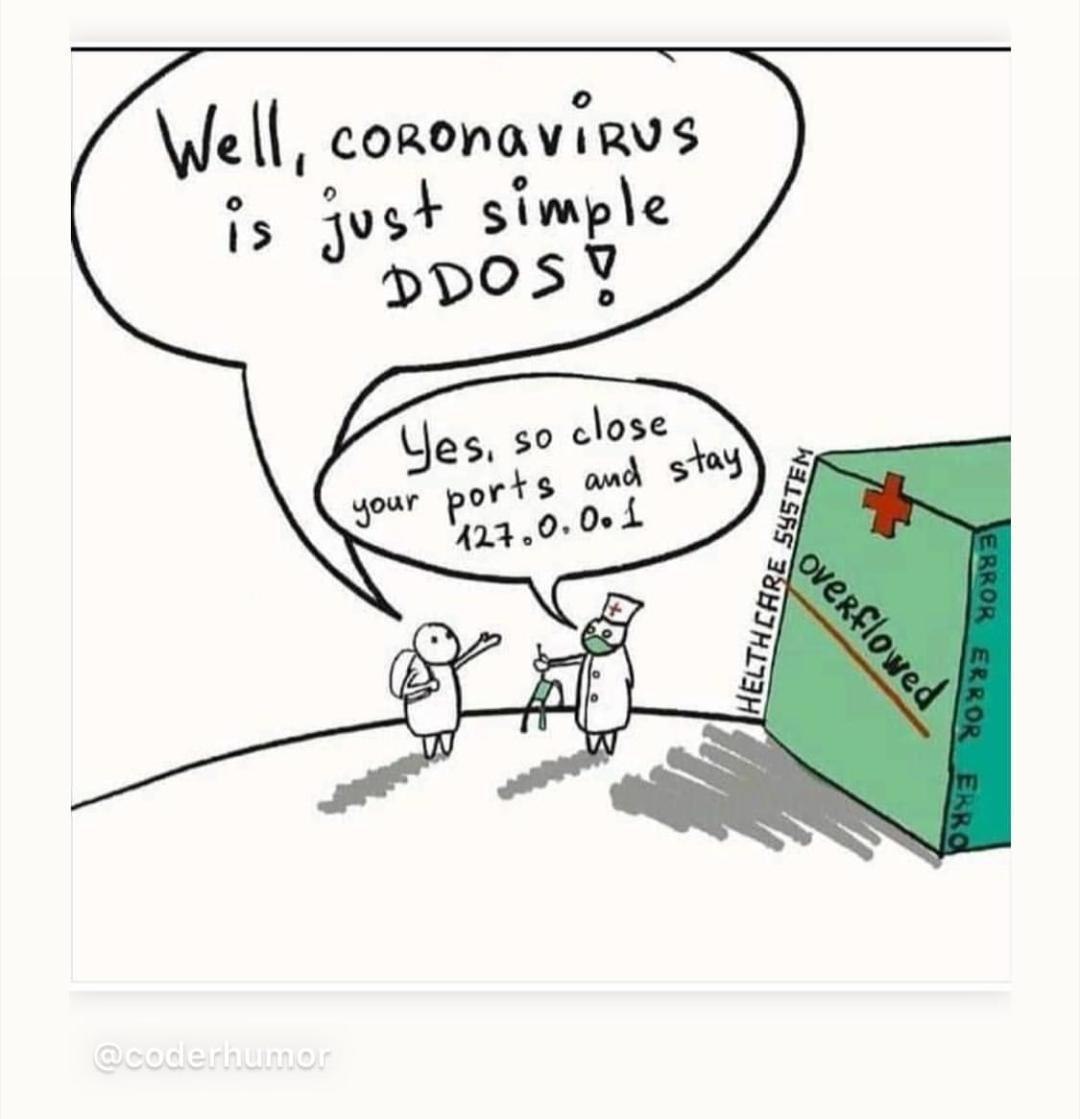 Well, coronavirus
is just simple
DDOS!
Yes, so close
your ports and stay
127.0.0.1
HELTHCARE SYSTEM
overflowed
ERROR ERROR ERRO
@coderhumor